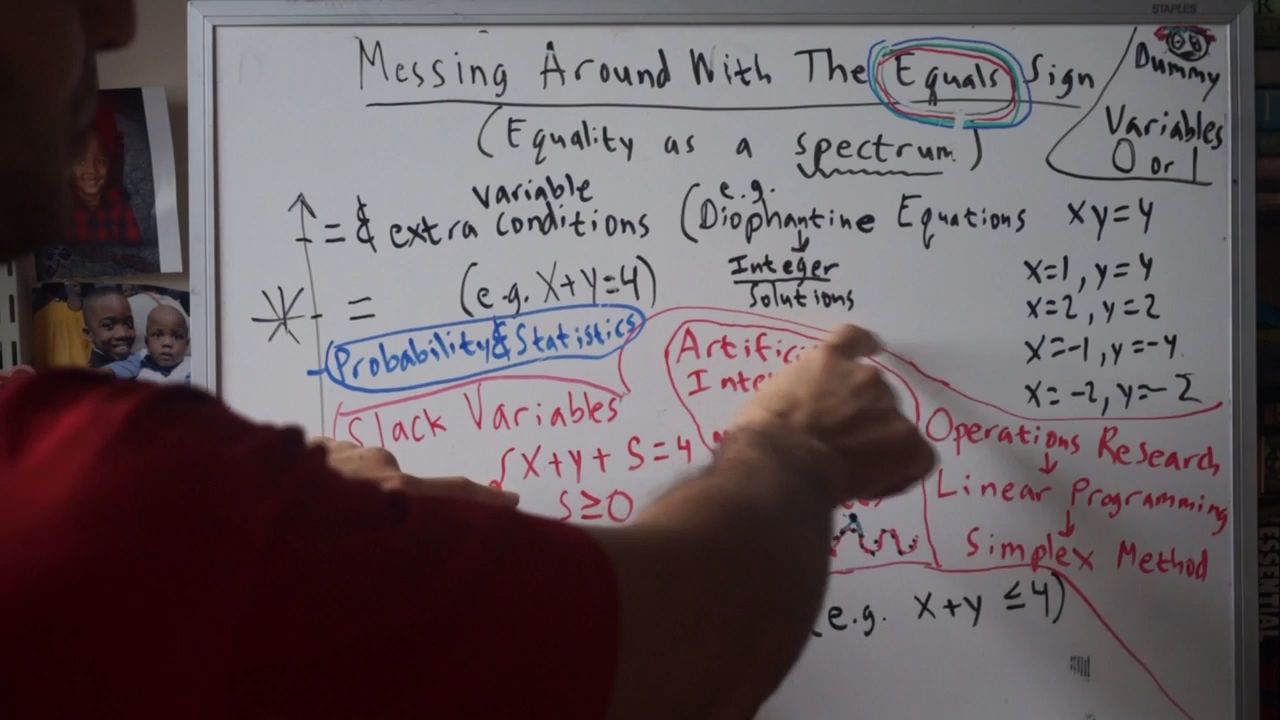 STAPLES
Messing Around With The Equals Sign
(Equality as a spectrum)
Dummy
Variables
0 or 1
= & extra variable conditions (e.g. Diophantine Equations
Integer
Solutions
xy=4
x=1, y=4
x=2, y=2
x=-1, y=-4
x=-2, y=-2
= (e.g. X+y=4)
Probability & Statistics
Slack Variables
x+y+S=4
S≥0
Operations Research
Linear Programming
Simplex Method
(e.g. x+y ≤4)
ESSENTIAL